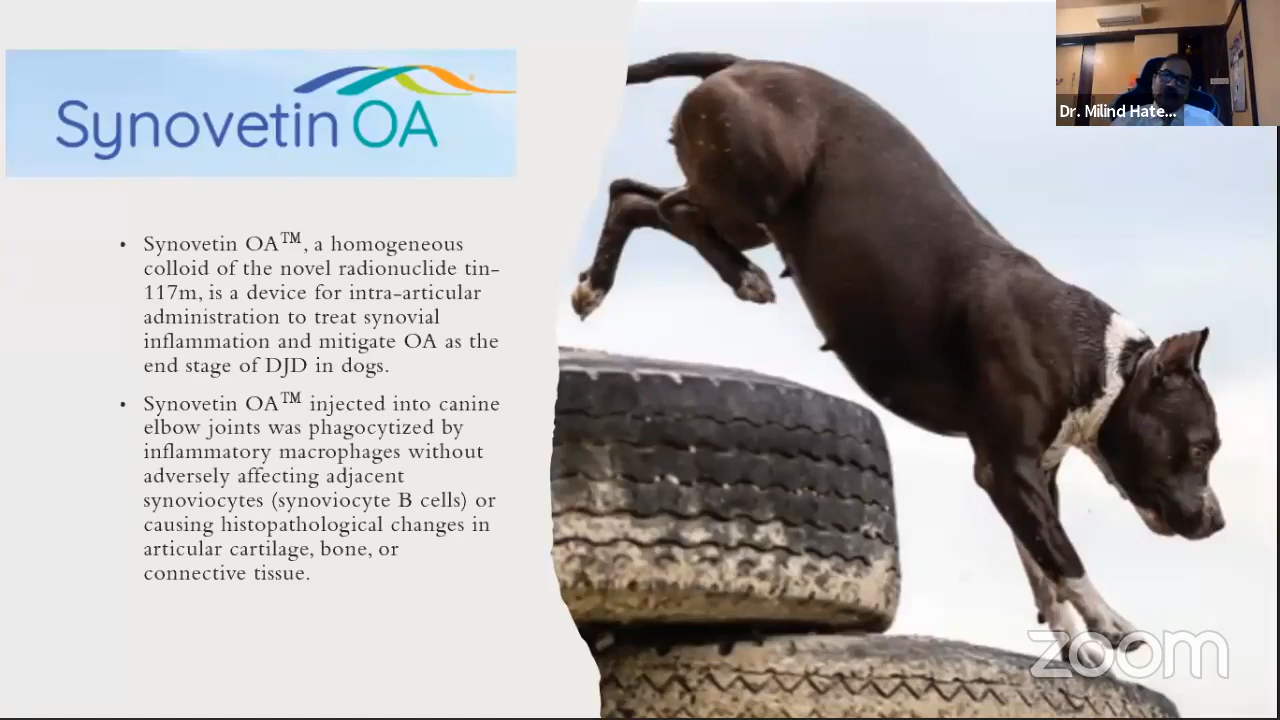 Synovetin OA
Dr. Milind Hate...
• Synovetin OA™, a homogeneous
colloid of the novel radionuclide tin-
117m, is a device for intra-articular
administration to treat synovial
inflammation and mitigate OA as the
end stage of DJD in dogs.
• Synovetin OA™ injected into canine
elbow joints was phagocytized by
inflammatory macrophages without
adversely affecting adjacent
synoviocytes (synoviocyte B cells) or
causing histopathological changes in
articular cartilage, bone, or
connective tissue.
zoom